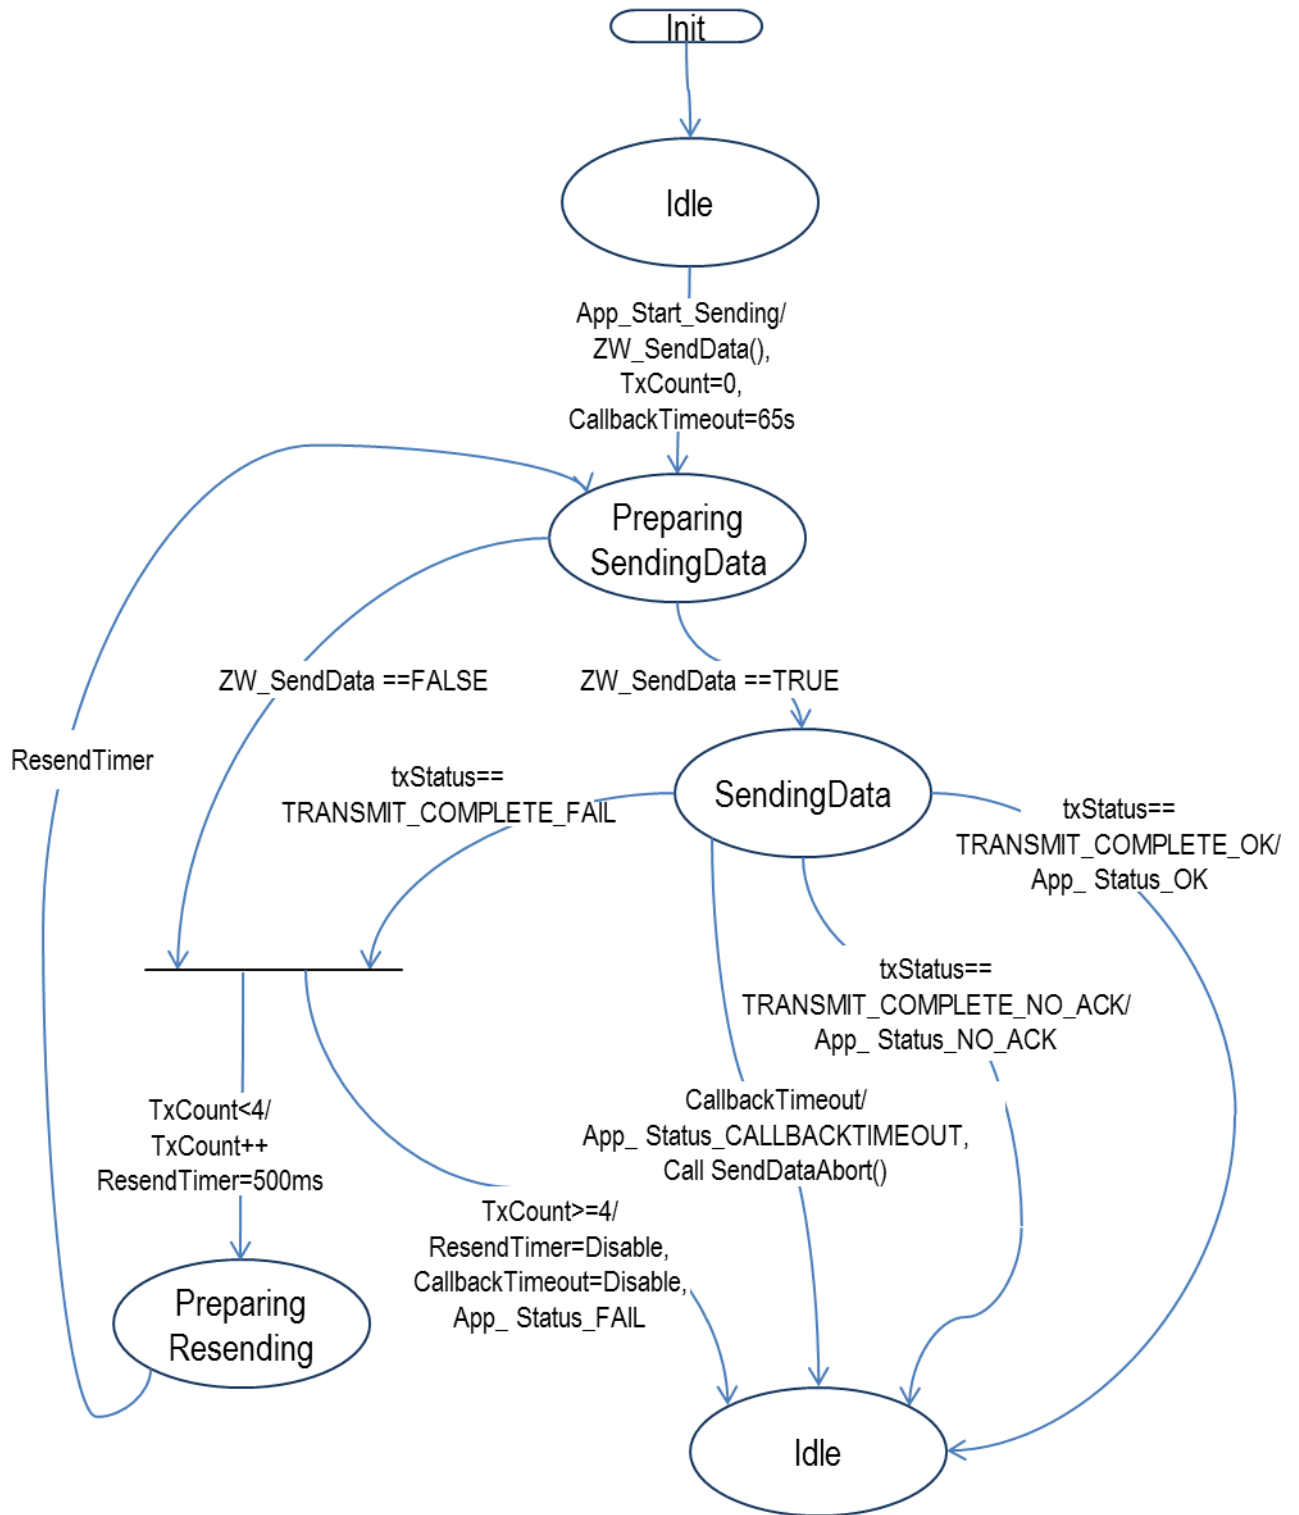 Init
Idle
App_Start_Sending/
ZW_SendData(),
TxCount=0,
CallbackTimeout=65s
Preparing
SendingData
ZW_SendData ==FALSE
ZW_SendData ==TRUE
ResendTimer
txStatus==
TRANSMIT_COMPLETE_FAIL
SendingData
txStatus==
TRANSMIT_COMPLETE_OK/
App_ Status_OK
txStatus==
TRANSMIT_COMPLETE_NO_ACK/
App_ Status_NO_ACK
CallbackTimeout/
App_ Status_CALLBACKTIMEOUT,
Call SendDataAbort()
TxCount<4/
TxCount++
ResendTimer=500ms
TxCount>=4/
ResendTimer=Disable,
CallbackTimeout=Disable,
App_ Status_FAIL
Preparing
Resending
Idle